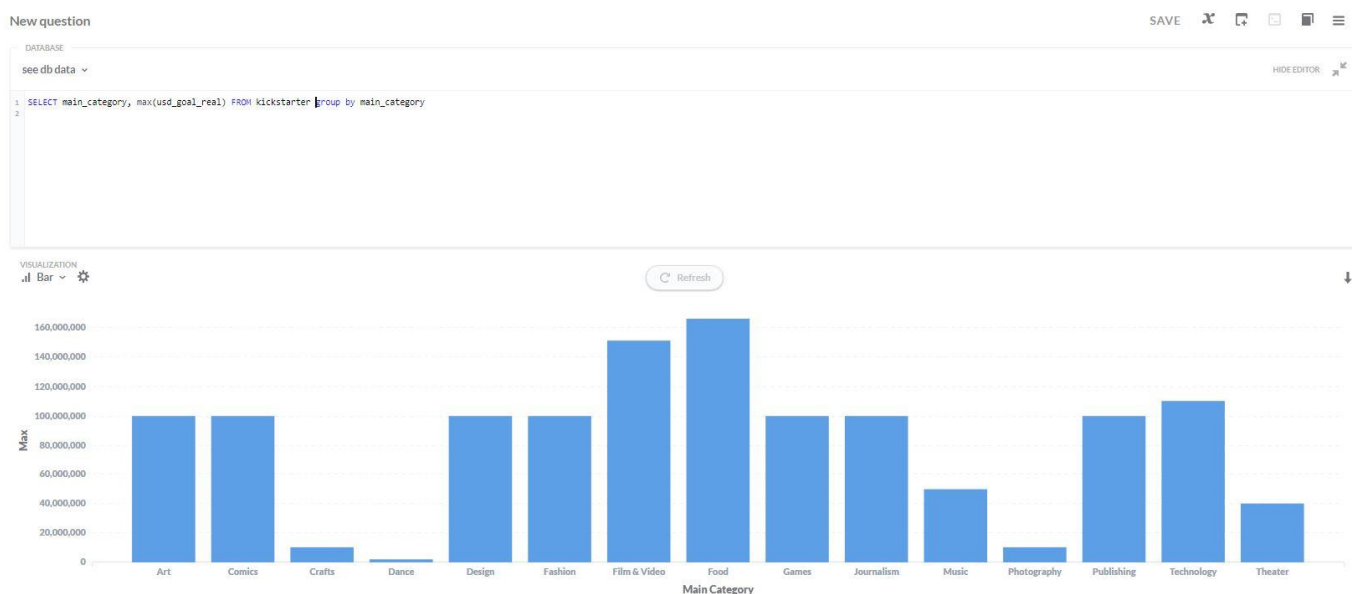 New question
SAVE
DATABASE
see db data
HIDE EDITOR
1 SELECT main_category, max(usd_goal_real) FROM kickstarter group by main_category
2
VISUALIZATION
Bar
Refresh
160,000,000
140,000,000
120,000,000
100,000,000
80,000,000
60,000,000
40,000,000
20,000,000
0
Max
Art Comics Crafts Dance Design Fashion Film & Video Food Games Journalism Music Photography Publishing Technology Theater
Main Category